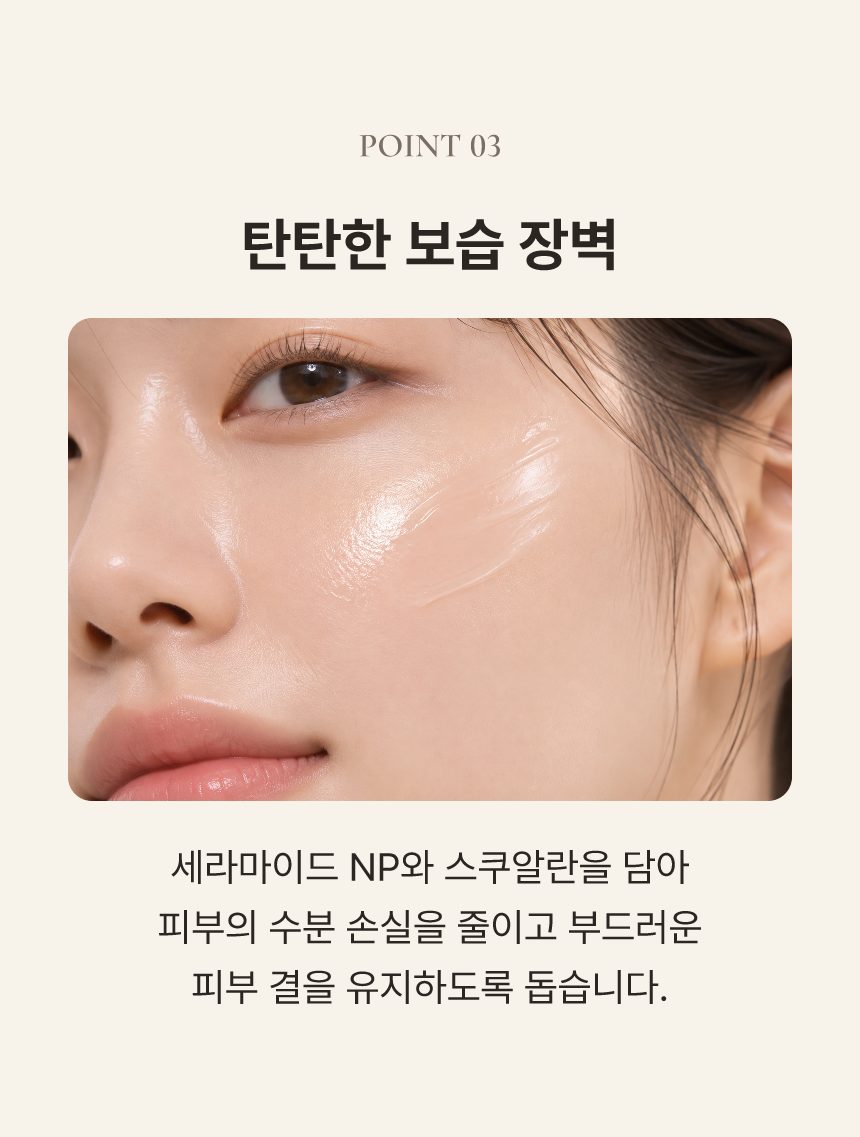 POINT 03
탄탄한 보습 장벽
세라마이드 NP와 스쿠알란을 담아
피부의 수분 손실을 줄이고 부드러운
피부 결을 유지하도록 돕습니다.